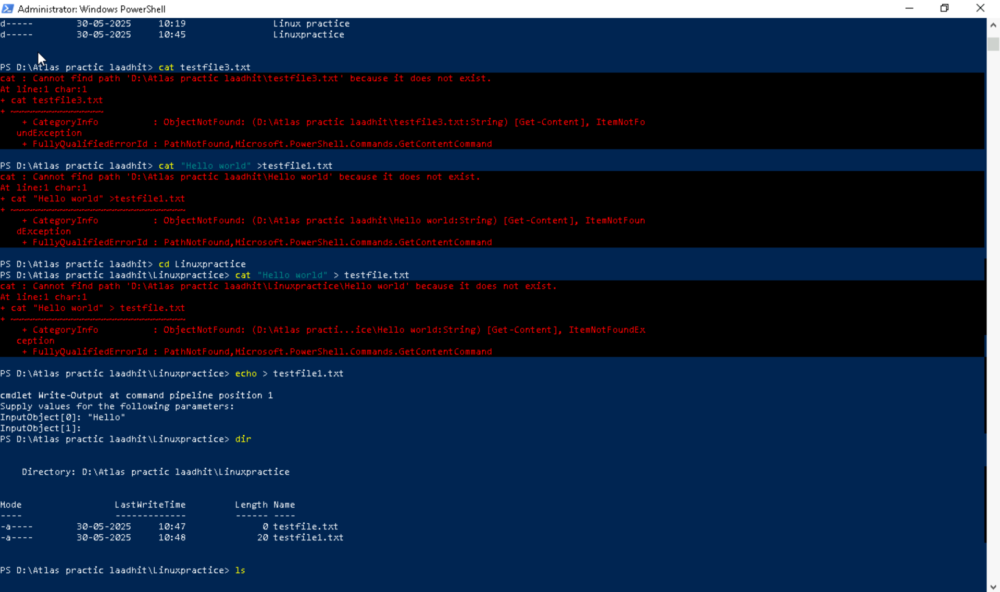 Administrator: Windows PowerShell
d----- 30-05-2025 10:19 Linux practice
d----- 30-05-2025 10:45 Linuxpractice
PS D:\Atlas practic laadhit> cat testfile3.txt
cat : Cannot find path 'D:\Atlas practic laadhit\testfile3.txt' because it does not exist.
At line:1 char:1
+ cat testfile3.txt
+ ~~~~~~~~~~~~~~~~~
+ CategoryInfo : ObjectNotFound: (D:\Atlas practic laadhit\testfile3.txt:String) [Get-Content], ItemNotFo
undException
+ FullyQualifiedErrorId : PathNotFound,Microsoft.PowerShell.Commands.GetContentCommand
PS D:\Atlas practic laadhit> cat "Hello world" >testfile1.txt
cat : Cannot find path 'D:\Atlas practic laadhit\Hello world' because it does not exist.
At line:1 char:1
+ cat "Hello world" >testfile1.txt
+ ~~~~~~~~~~~~~~~~~~~~~~~~~~~~~~~~
+ CategoryInfo : ObjectNotFound: (D:\Atlas practic laadhit\Hello world:String) [Get-Content], ItemNotFoun
dException
+ FullyQualifiedErrorId : PathNotFound,Microsoft.PowerShell.Commands.GetContentCommand
PS D:\Atlas practic laadhit> cd Linuxpractice
PS D:\Atlas practic laadhit\Linuxpractice> cat "Hello world" > testfile.txt
cat : Cannot find path 'D:\Atlas practic laadhit\Linuxpractice\Hello world' because it does not exist.
At line:1 char:1
+ cat "Hello world" > testfile.txt
+ ~~~~~~~~~~~~~~~~~~~~~~~~~~~~~~~~
+ CategoryInfo : ObjectNotFound: (D:\Atlas practi...ice\Hello world:String) [Get-Content], ItemNotFoundEx
ception
+ FullyQualifiedErrorId : PathNotFound,Microsoft.PowerShell.Commands.GetContentCommand
PS D:\Atlas practic laadhit\Linuxpractice> echo > testfile1.txt
cmdlet Write-Output at command pipeline position 1
Supply values for the following parameters:
InputObject[0]: "Hello"
InputObject[1]:
PS D:\Atlas practic laadhit\Linuxpractice> dir
Directory: D:\Atlas practic laadhit\Linuxpractice
Mode LastWriteTime Length Name
---- ------------- ------ ----
-a---- 30-05-2025 10:47 0 testfile.txt
-a---- 30-05-2025 10:48 20 testfile1.txt
PS D:\Atlas practic laadhit\Linuxpractice> ls